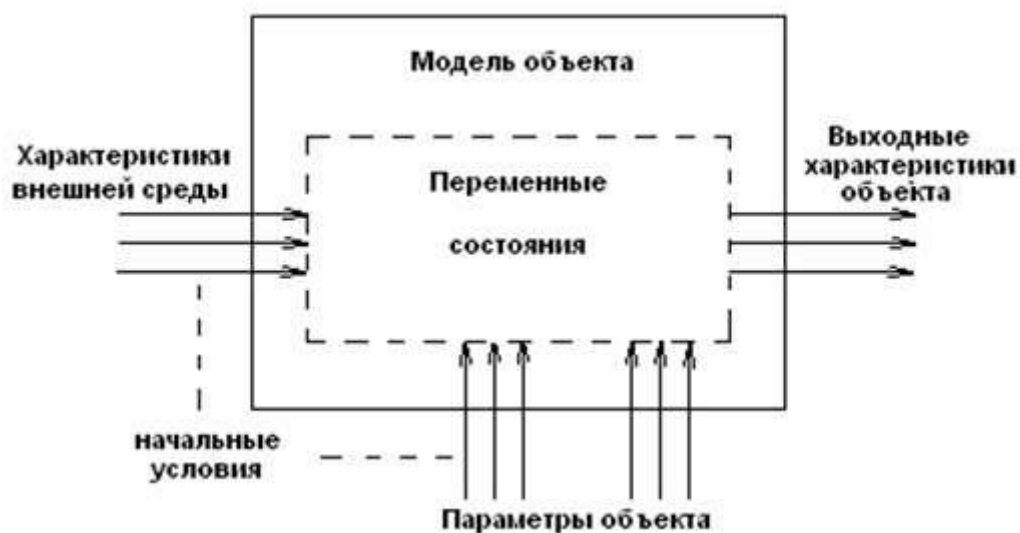 Модель объекта
Характеристики
внешней среды
Переменные
состояния
Выходные
характеристики
объекта
начальные
условия
Параметры объекта